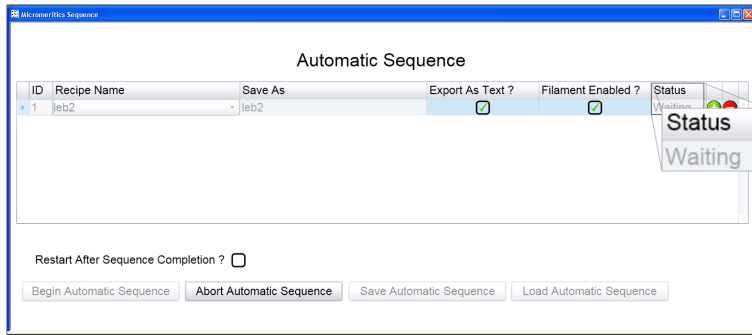 Micromeritics Sequence
Automatic Sequence
ID Recipe Name Save As Export As Text ? Filament Enabled ? Status
1 leb2 leb2 Waiting
Status
Waiting
Restart After Sequence Completion ?
Begin Automatic Sequence Abort Automatic Sequence Save Automatic Sequence Load Automatic Sequence